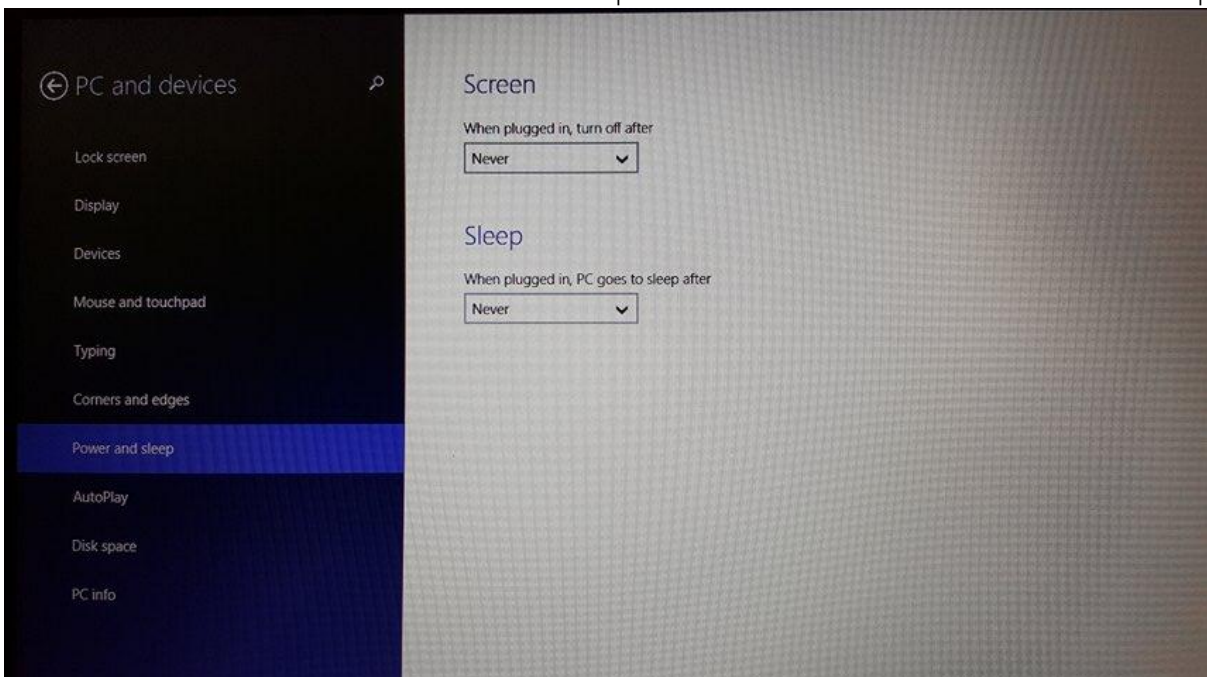 PC and devices
Lock screen
Display
Devices
Mouse and touchpad
Typing
Corners and edges
Power and sleep
AutoPlay
Disk space
PC info
Screen
When plugged in, turn off after
Never
Sleep
When plugged in, PC goes to sleep after
Never